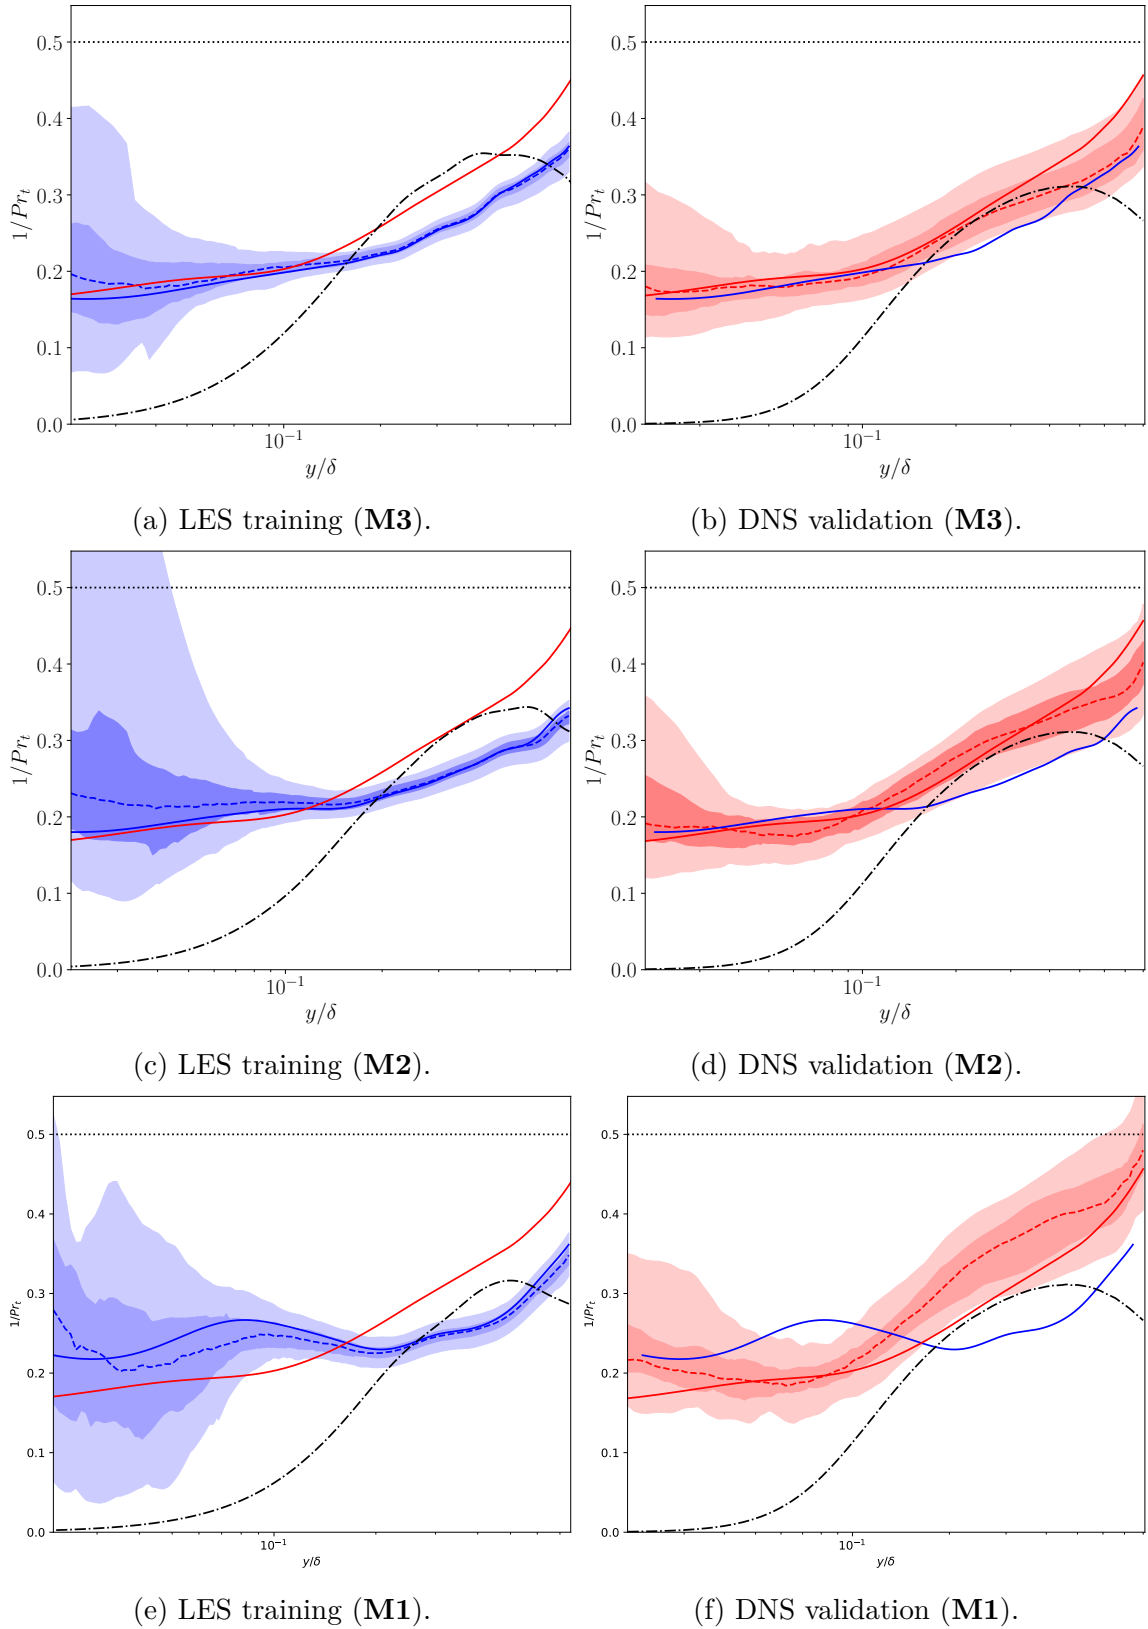 0.5
0.4
0.3
0.2
0.1
0.0
1/Pr_t
10^{-1}
y/δ
(a) LES training (M3).
0.5
0.4
0.3
0.2
0.1
0.0
1/Pr_t
10^{-1}
y/δ
(b) DNS validation (M3).
0.5
0.4
0.3
0.2
0.1
0.0
1/Pr_t
10^{-1}
y/δ
(c) LES training (M2).
0.5
0.4
0.3
0.2
0.1
0.0
1/Pr_t
10^{-1}
y/δ
(d) DNS validation (M2).
0.5
0.4
0.3
0.2
0.1
0.0
1/Pr_t
10^{-1}
y/δ
(e) LES training (M1).
0.5
0.4
0.3
0.2
0.1
0.0
1/Pr_t
10^{-1}
y/δ
(f) DNS validation (M1).